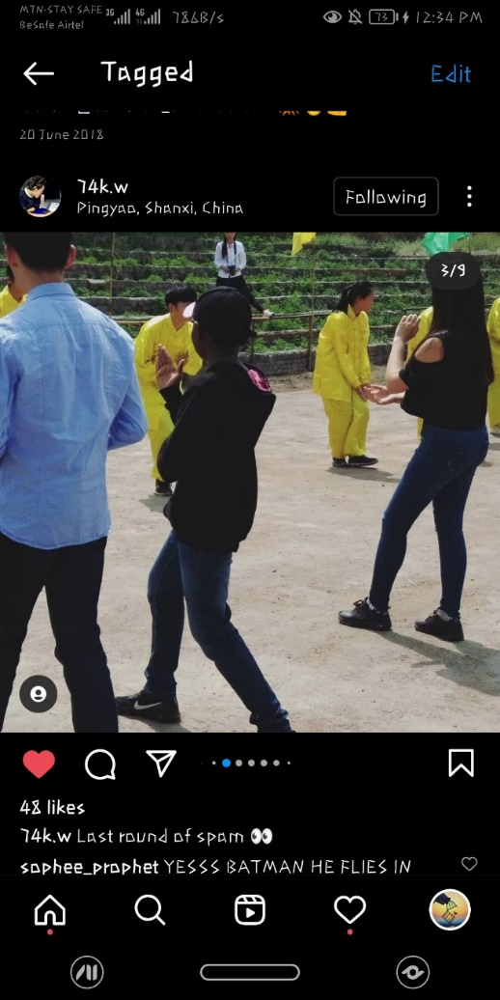 MTN-STAY SAFE 3G 4G 786B/s 73 12:34 PM
BeSafe Airtel
Tagged Edit
20 June 2018
74k.w Following
Pingyao, Shanxi, China
3/9
48 likes
74k.w Last round of spam 👀
saphee_prophet YESSS BATMAN HE FLIES IN